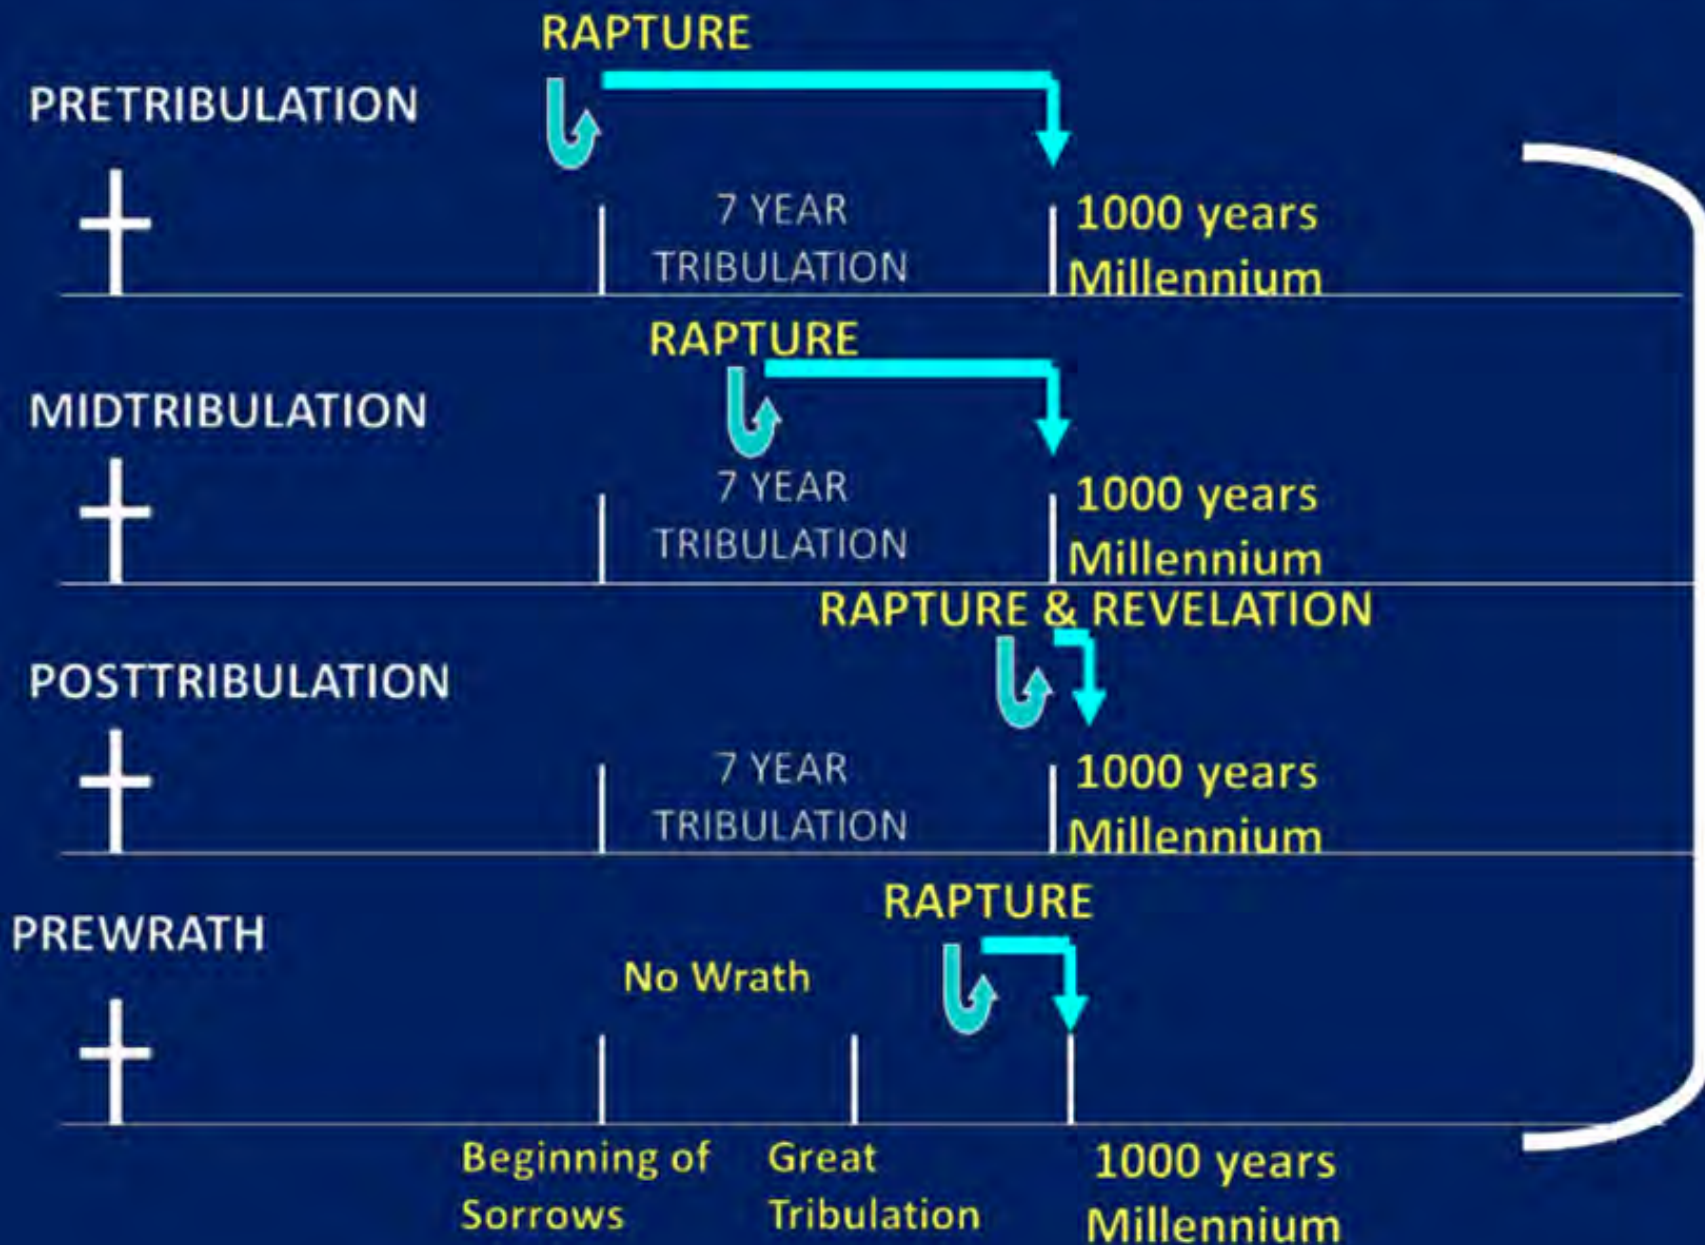 RAPTURE
PRETRIBULATION
7 YEAR
TRIBULATION
1000 years
Millennium
RAPTURE
MIDTRIBULATION
7 YEAR
TRIBULATION
1000 years
Millennium
RAPTURE & REVELATION
POSTTRIBULATION
7 YEAR
TRIBULATION
1000 years
Millennium
RAPTURE
PREWRATH
No Wrath
Beginning of
Sorrows
Great
Tribulation
1000 years
Millennium